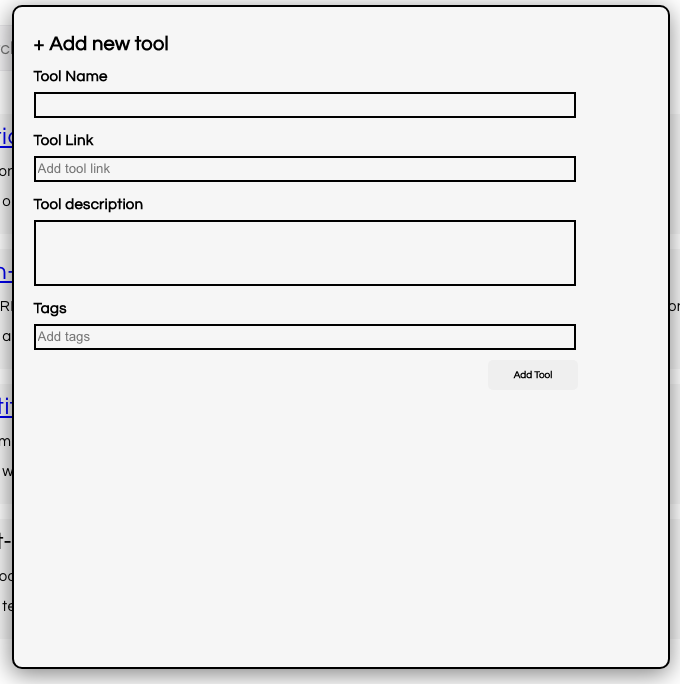 + Add new tool
Tool Name
Tool Link
Add tool link
Tool description
Tags
Add tags
Add Tool